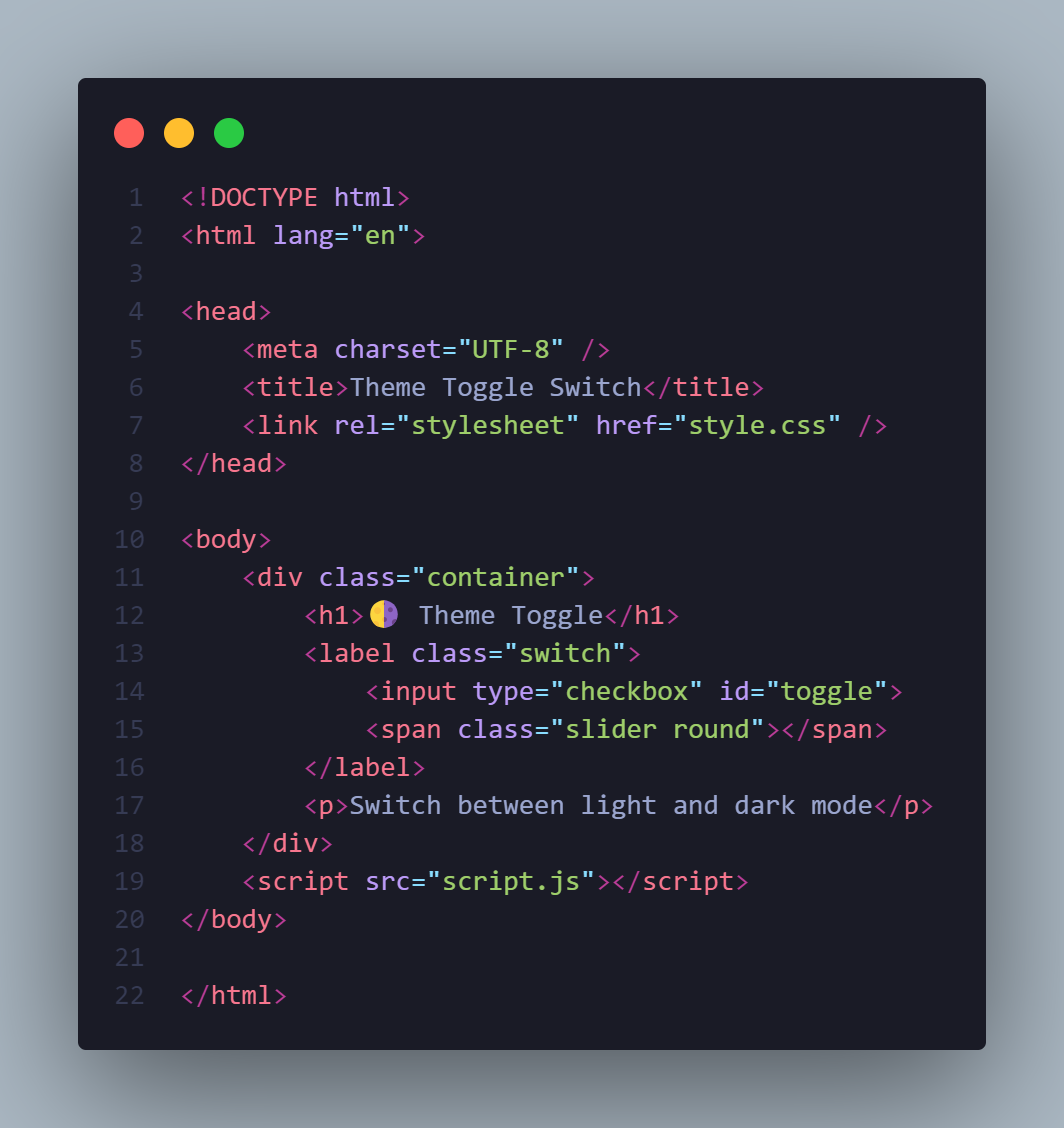 1 <!DOCTYPE html>
2 <html lang="en">
3
4 <head>
5     <meta charset="UTF-8" />
6     <title>Theme Toggle Switch</title>
7     <link rel="stylesheet" href="style.css" />
8 </head>
9
10 <body>
11     <div class="container">
12         <h1>🌓 Theme Toggle</h1>
13         <label class="switch">
14             <input type="checkbox" id="toggle">
15             <span class="slider round"></span>
16         </label>
17         <p>Switch between light and dark mode</p>
18     </div>
19     <script src="script.js"></script>
20 </body>
21
22 </html>